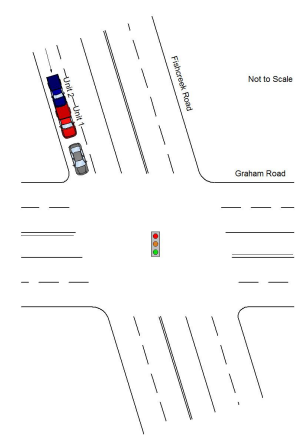 Fishcreek Road
Not to Scale
Unit 2
Unit 1
Graham Road